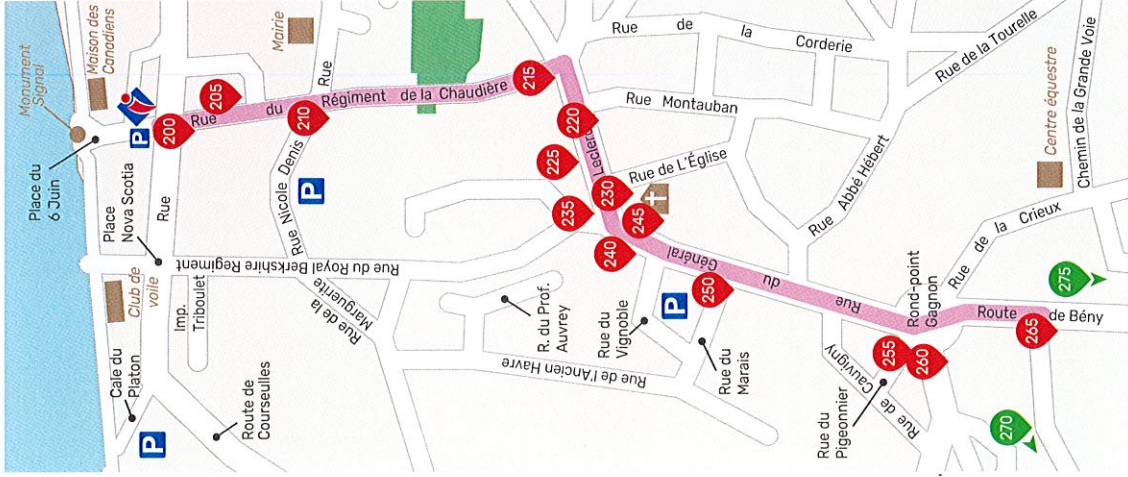 Monument
Signal
Maison des
Canadiens
Mairie
Place du
6 Juin
P
200
205
Rue du Régiment de la Chaudière
210
Rue
215
Place
Nova Scotia
Rue
Rue Nicole Denis
P
Club de
voile
Imp.
Triboulet
Rue du Royal Berkshire Regiment
Rue de la
Marguerite
Cale du
Platon
P
Route de
Courseulles
Rue de la Corderie
Rue Montauban
Rue de la Tourelle
220
Leclerc
225
230
Rue de L'Église
235
245
240
Rue Abbé Hébert
Centre équestre
Chemin de la Grande Voie
Rue de la Crieux
R. du Prof.
Auvrey
Rue du
Vignoble
P
250
Rue du Général
Rue du
Marais
Rue de l'Ancien Havre
Rond-point
Gagnon
Route de Bény
275
255
260
265
Rue de Cauvigny
Rue du
Pigeonnier
270